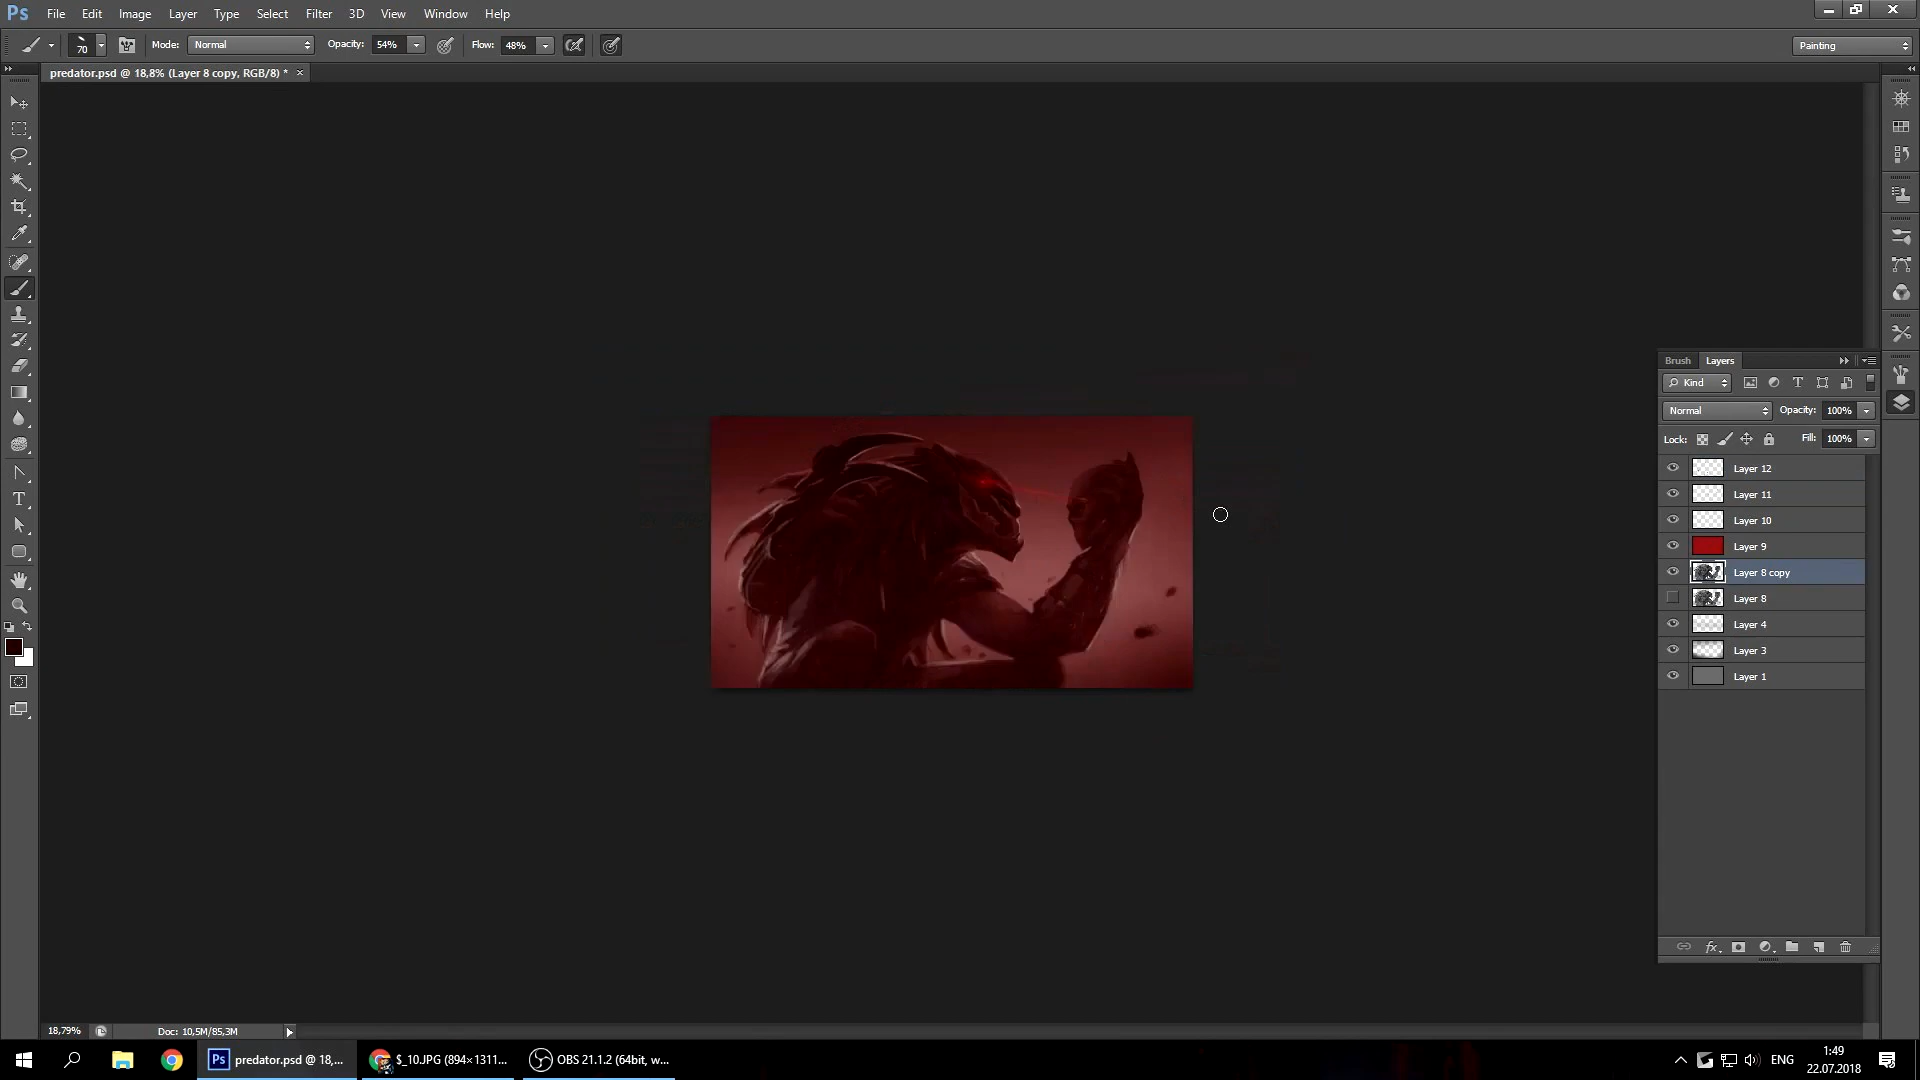 Ps File Edit Image Layer Type Select Filter 3D View Window Help
70 Mode: Normal Opacity: 54% Flow: 48% Painting
predator.psd @ 18,8% (Layer 8 copy, RGB/8) * ×
Brush Layers
Kind
Normal Opacity: 100%
Lock: Fill: 100%
Layer 12
Layer 11
Layer 10
Layer 9
Layer 8 copy
Layer 8
Layer 4
Layer 3
Layer 1
18,79% Doc: 10,5M/85,3M
Ps predator.psd @ 18,... $_10.JPG (894×1311... OBS 21.1.2 (64bit, w... ENG 1:49
22.07.2018